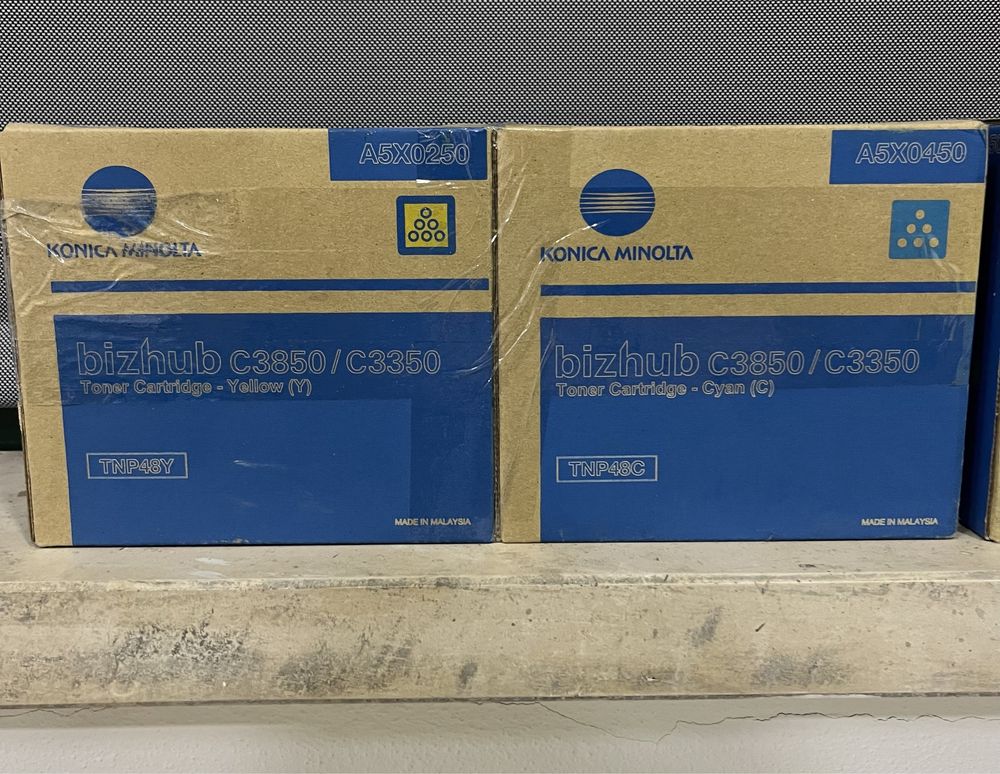 A5X0250
KONICA MINOLTA
bizhub C3850/C3350
Toner Cartridge - Yellow (Y)
TNP48Y
MADE IN MALAYSIA
A5X0450
KONICA MINOLTA
bizhub C3850/C3350
Toner Cartridge - Cyan (C)
TNP48C
MADE IN MALAYSIA